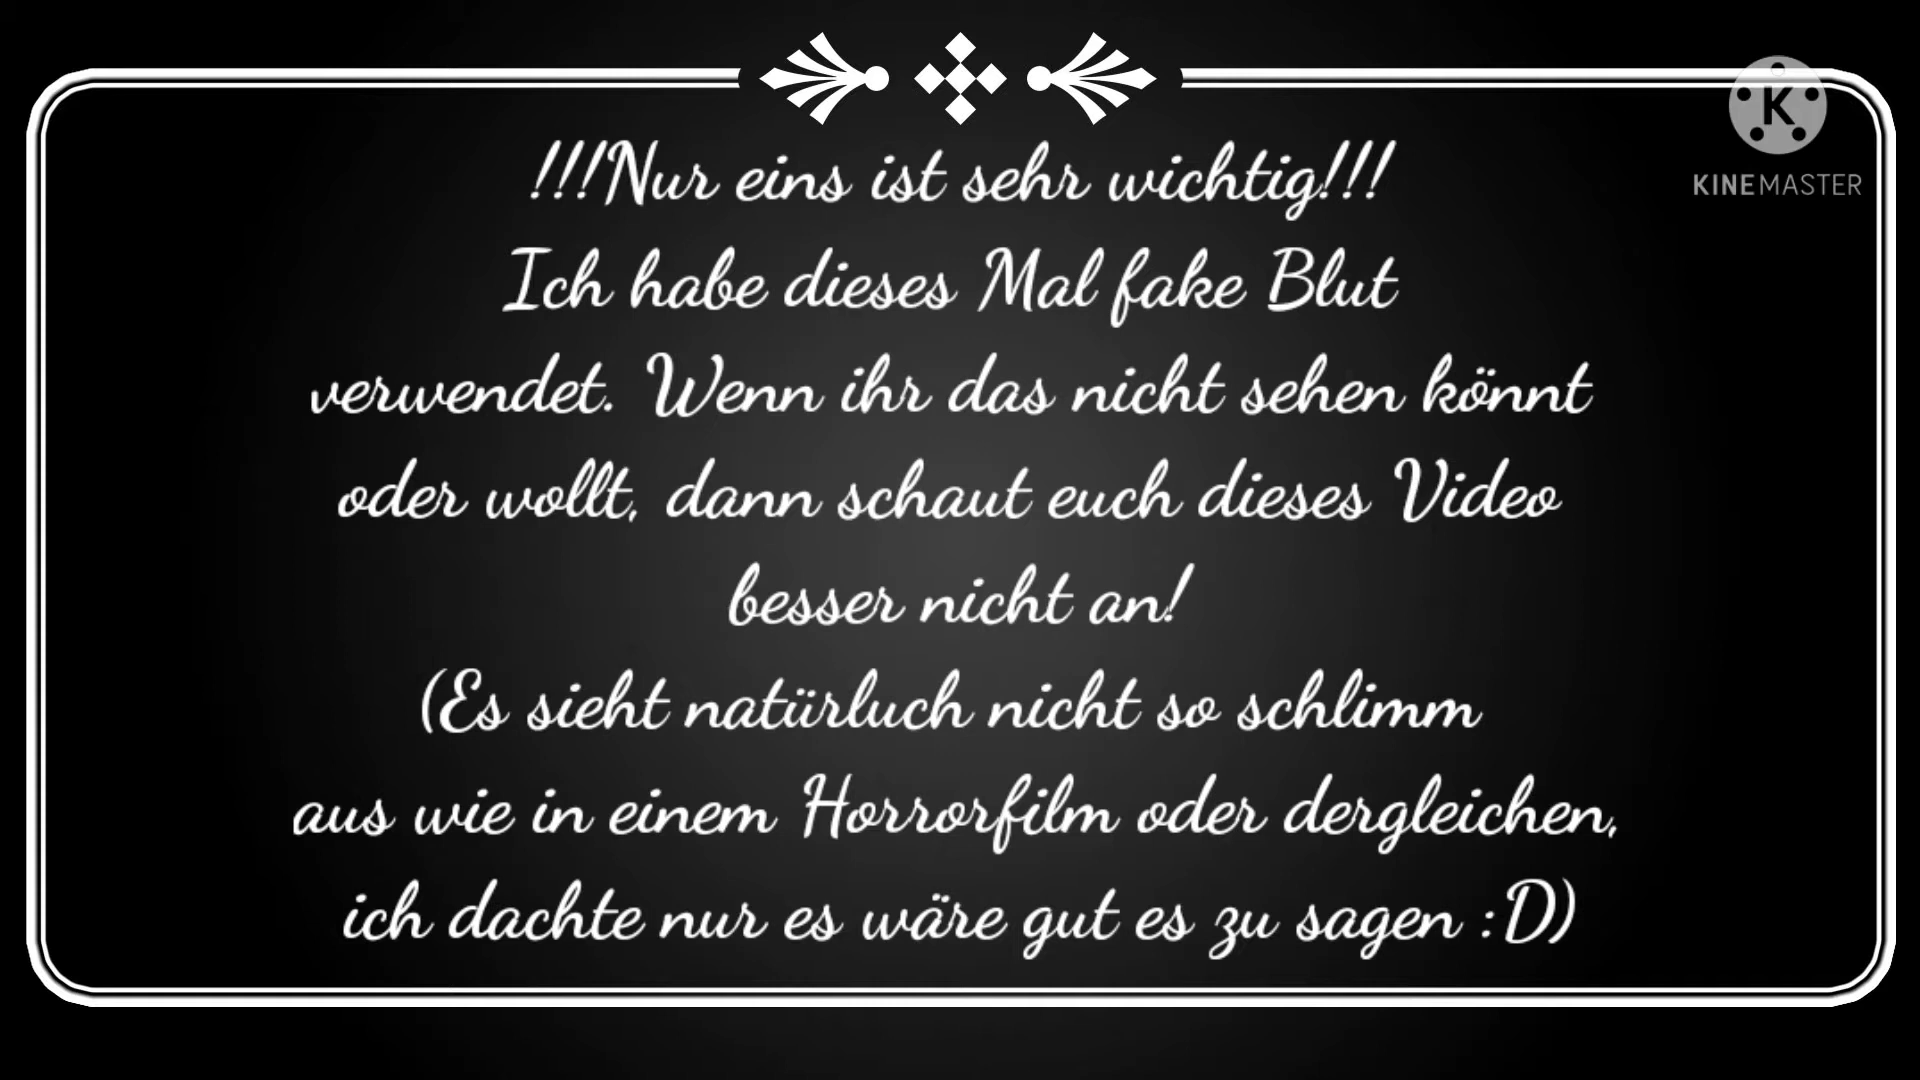 !!!Nur eins ist sehr wichtig!!!
Ich habe dieses Mal fake Blut
verwendet. Wenn ihr das nicht sehen könnt
oder wollt, dann schaut euch dieses Video
besser nicht an!
(Es sieht natürluch nicht so schlimm
aus wie in einem Horrorfilm oder dergleichen,
ich dachte nur es wäre gut es zu sagen :D)
K
KINEMASTER